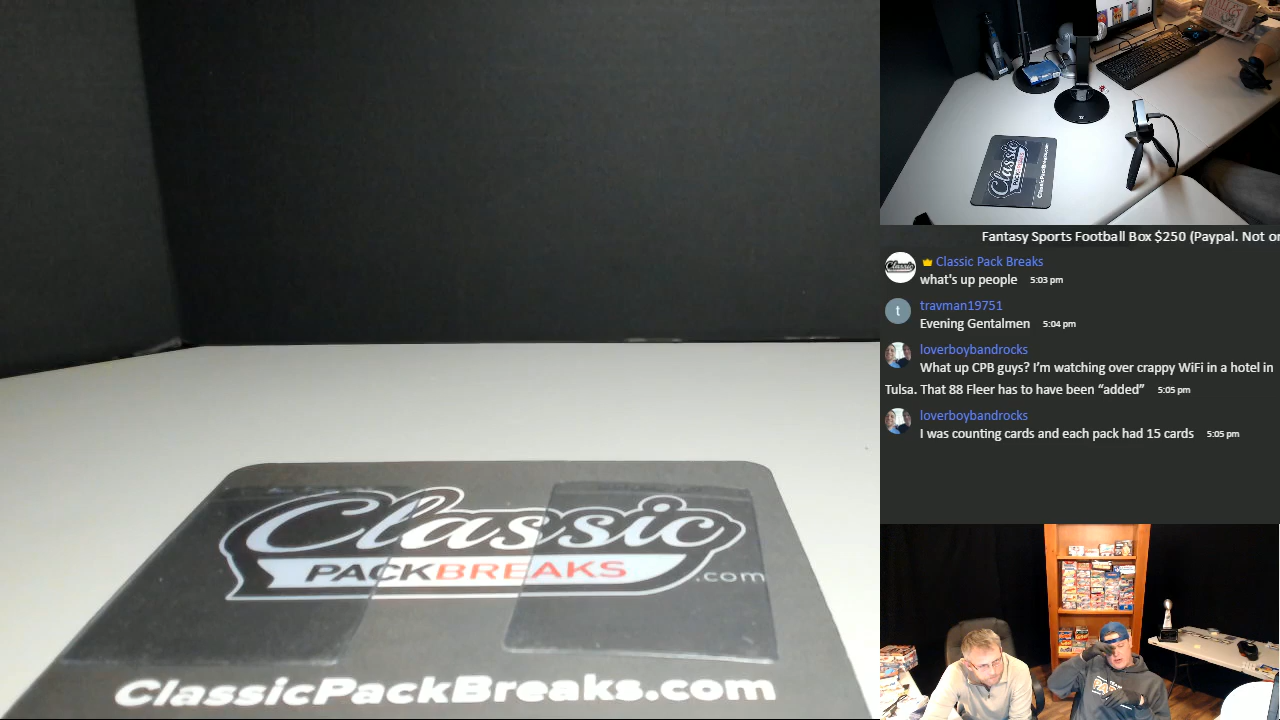 Classic
PACKBREAKS.com
ClassicPackBreaks.com
Classic
ClassicPackBreaks.com
Fantasy Sports Football Box $250 (Paypal. Not or
Classic Pack Breaks
what's up people 5:03 pm
t
travman19751
Evening Gentalmen 5:04 pm
loverboybandrocks
What up CPB guys? I'm watching over crappy WiFi in a hotel in
Tulsa. That 88 Fleer has to have been “added” 5:05 pm
loverboybandrocks
I was counting cards and each pack had 15 cards 5:05 pm